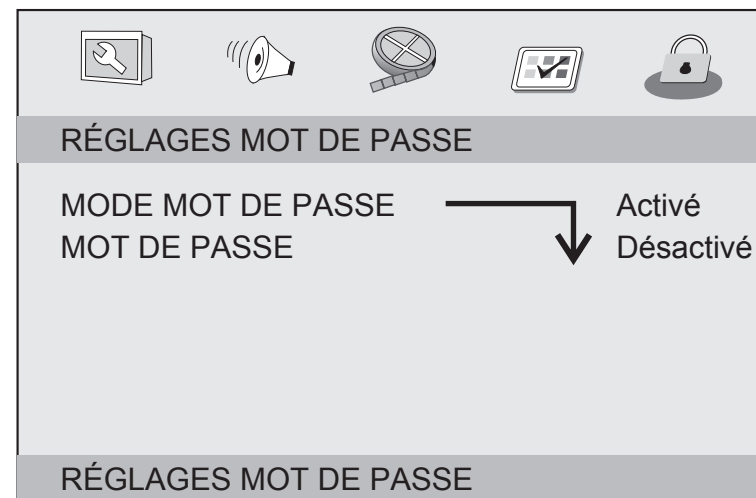 RÉGLAGES MOT DE PASSE
MODE MOT DE PASSE Activé
MOT DE PASSE Désactivé
RÉGLAGES MOT DE PASSE